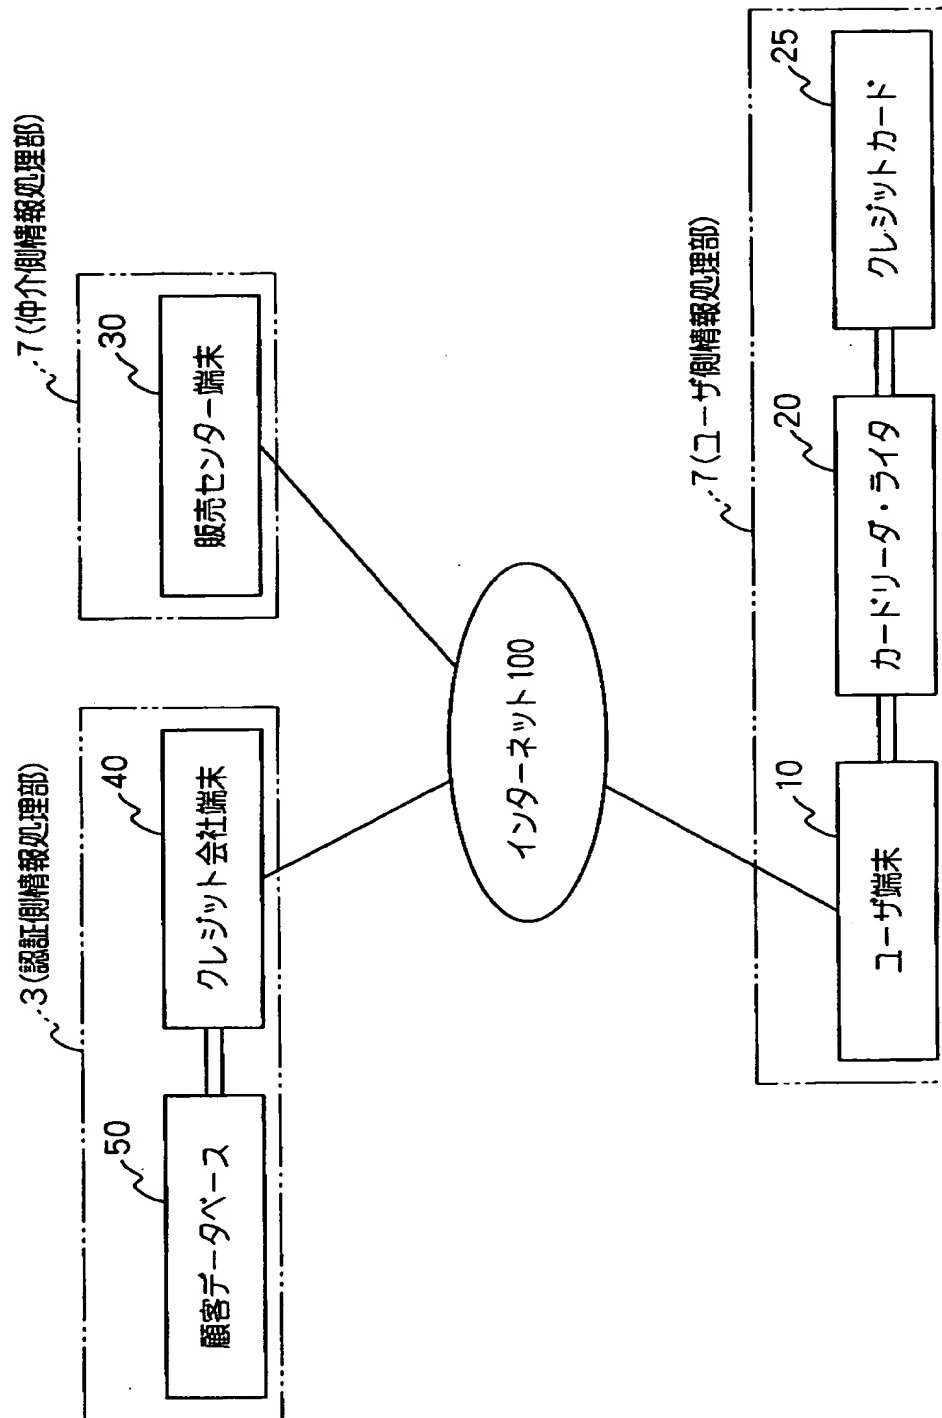 3(認証側情報処理部)
50
顧客データベース
40
クレジット会社端末
7(仲介側情報処理部)
30
販売センター端末
インターネット100
7(ユーザ側情報処理部)
10
ユーザ端末
20
カードリーダ・ライタ
25
クレジットカード